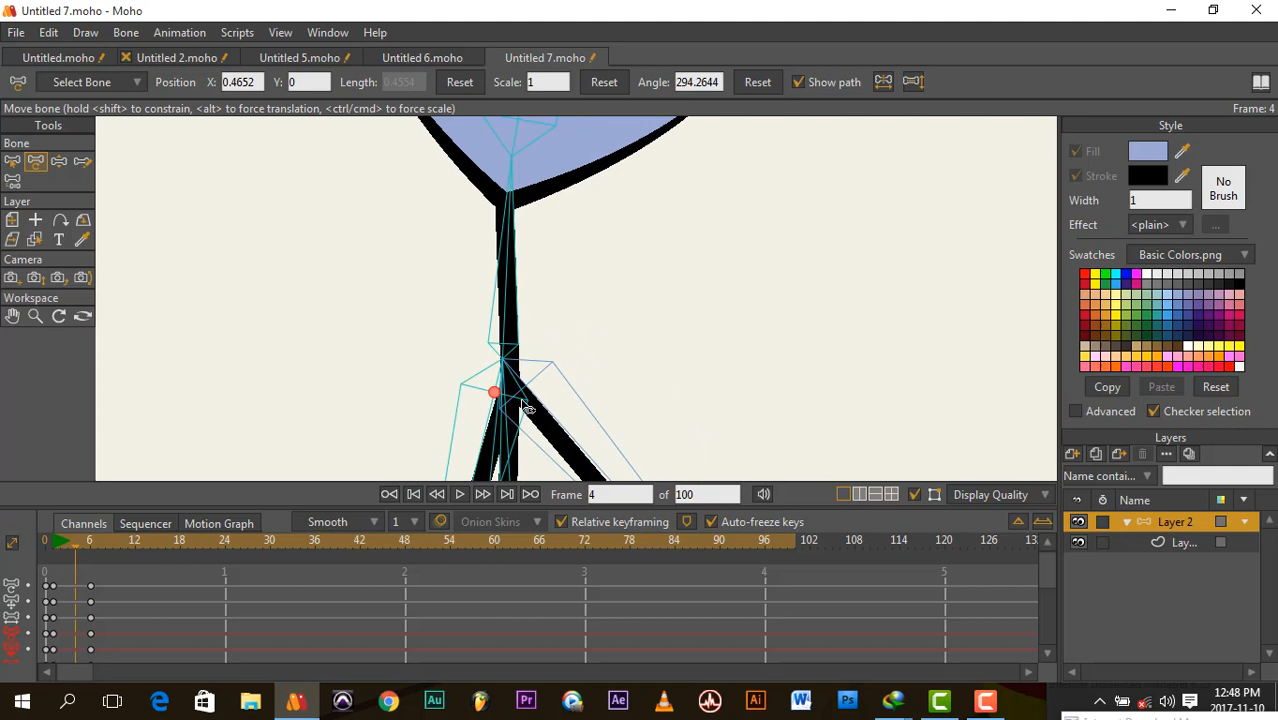 Untitled 7.moho - Moho
File Edit Draw Bone Animation Scripts View Window Help
Untitled.moho Untitled 2.moho Untitled 5.moho Untitled 6.moho Untitled 7.moho
Select Bone Position X: 0.4652 Y: 0 Length: 0.4554 Reset Scale: 1 Reset Angle: 294.2644 Reset Show path
Move bone (hold <shift> to constrain, <alt> to force translation, <ctrl/cmd> to force scale) Frame: 4
Tools
Bone
Layer
Camera
Workspace
Style
Fill
Stroke
No Brush
Width 1
Effect <plain> ...
Swatches Basic Colors.png
Copy Paste Reset
Advanced Checker selection
Layers
Name contai...
Name
Layer 2
Lay...
Frame 4 of 100 Display Quality
Channels Sequencer Motion Graph Smooth 1 Onion Skins Relative keyframing Auto-freeze keys
0 6 12 18 24 30 36 42 48 54 60 66 72 78 84 90 96 102 108 114 120 126 13
0 1 2 3 4 5
12:48 PM
2017-11-10